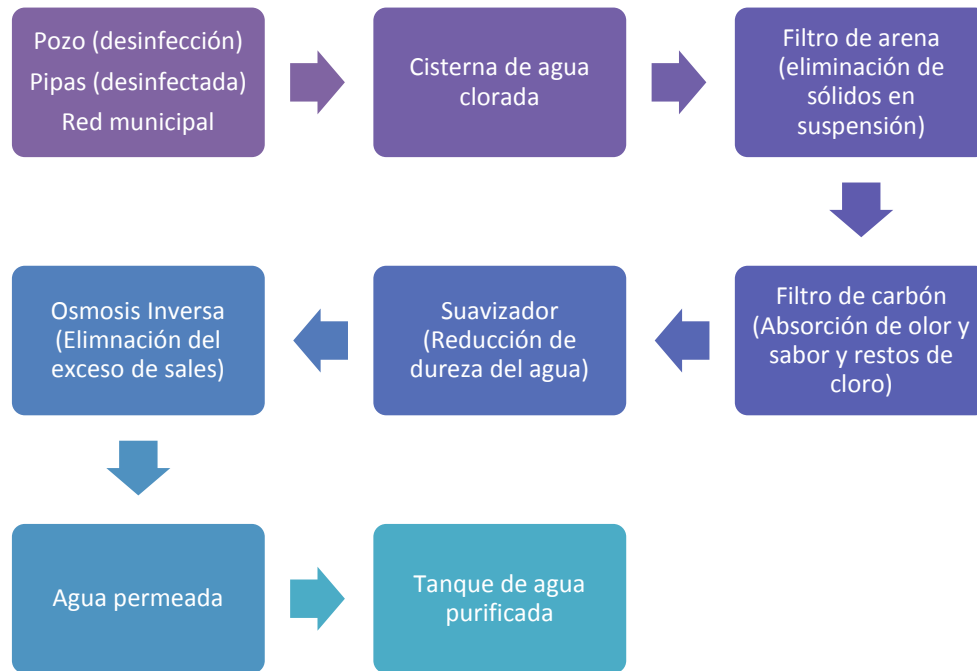 Pozo (desinfección)
Pipas (desinfectada)
Red municipal
Cisterna de agua
clorada
Filtro de arena
(eliminación de
sólidos en
suspensión)
Filtro de carbón
(Absorción de olor y
sabor y restos de
cloro)
Suavizador
(Reducción de
dureza del agua)
Osmosis Inversa
(Elimnación del
exceso de sales)
Agua permeada
Tanque de agua
purificada